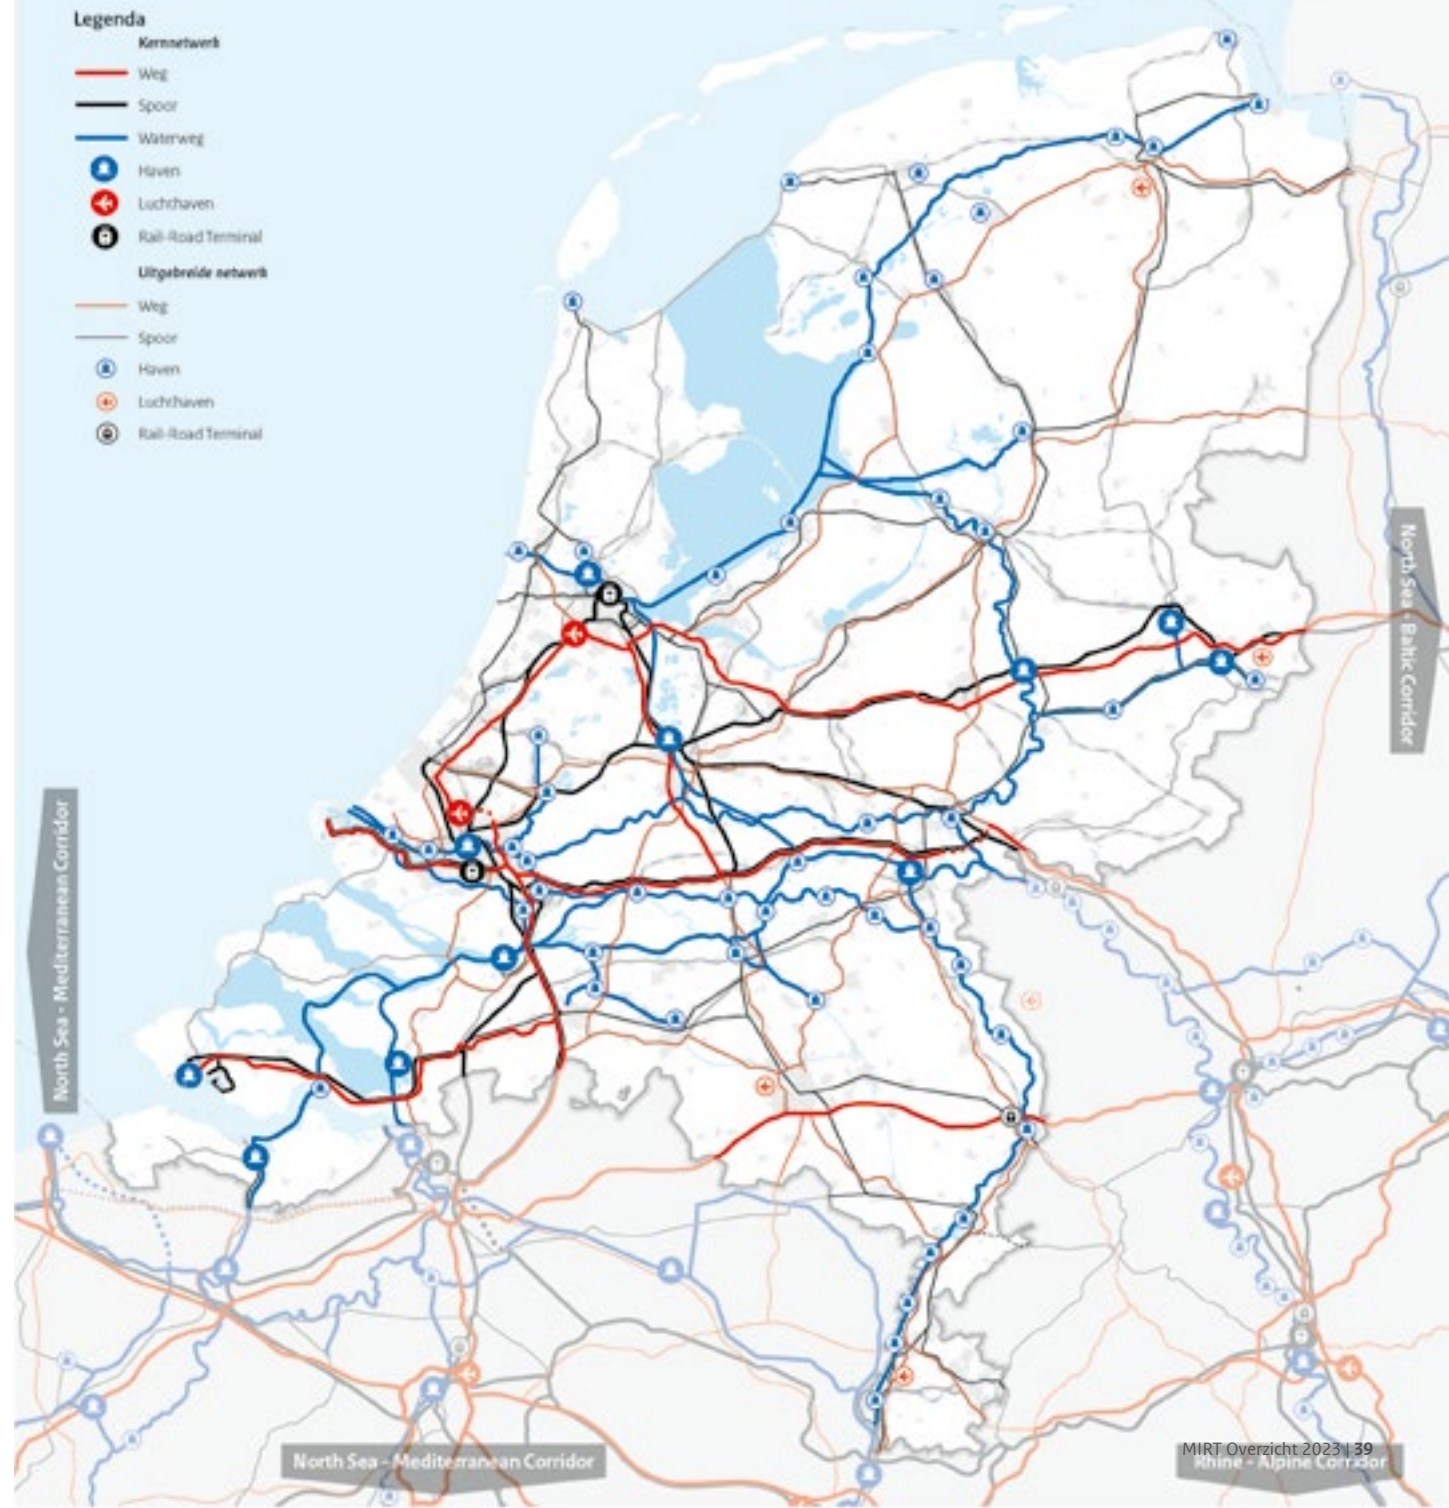 Legenda
Kernnetwerk
Weg
Spoor
Waterweg
Haven
Luchthaven
Rail-Road Terminal
Uitgebreide netwerk
Weg
Spoor
Haven
Luchthaven
Rail-Road Terminal
North Sea - Baltic Corridor
North Sea - Mediterranean Corridor
North Sea - Mediterranean Corridor
MIRT Overzicht 2023 | 39
Rhine - Alpine Corridor